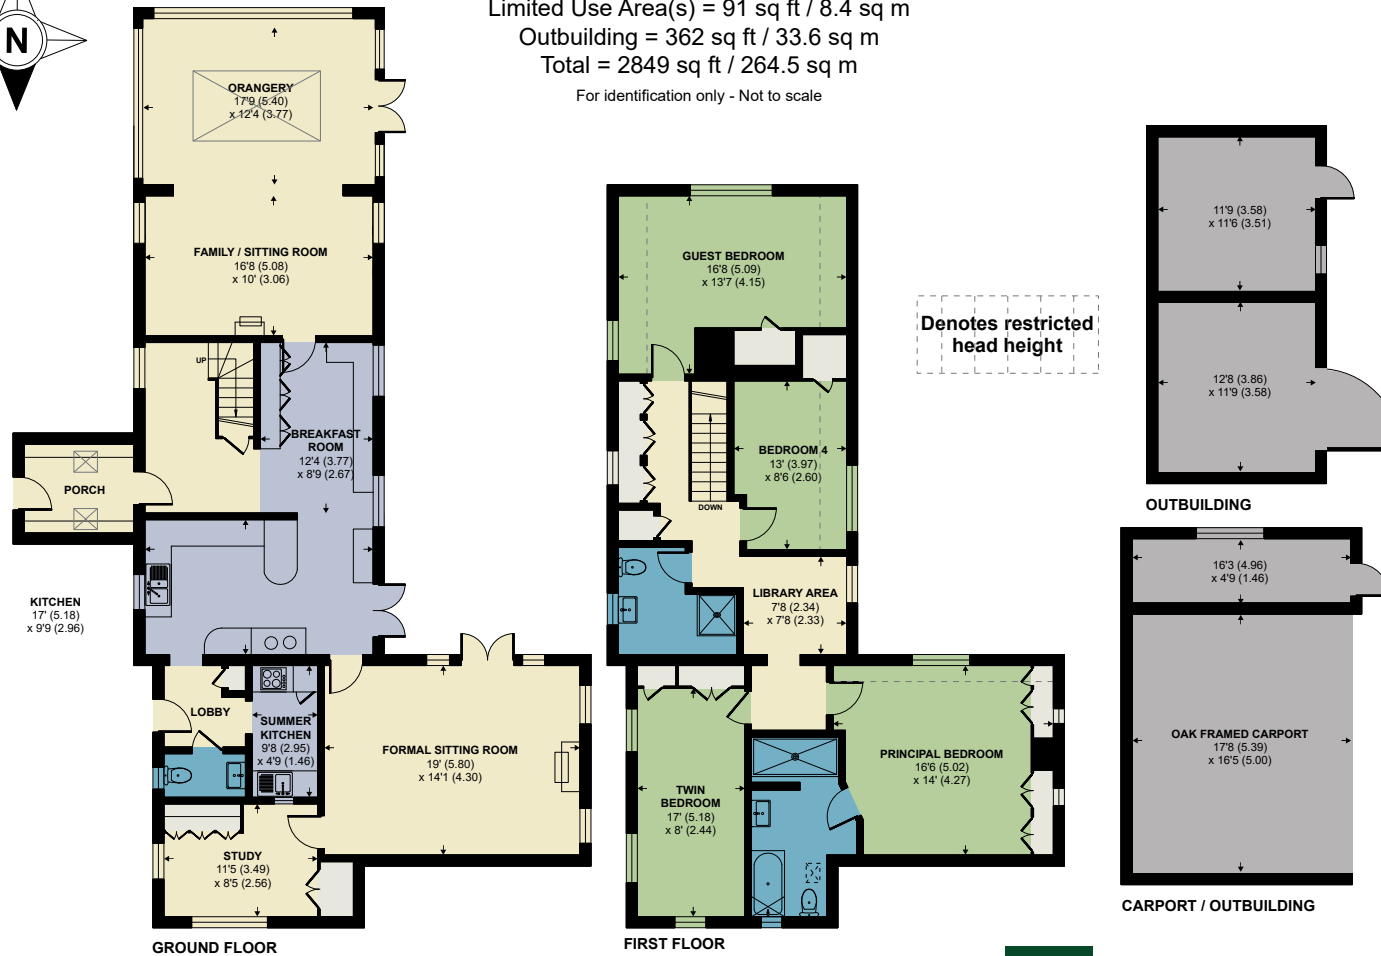 Limited Use Area(s) = 91 sq ft / 8.4 sq m
Outbuilding = 362 sq ft / 33.6 sq m
Total = 2849 sq ft / 264.5 sq m
For identification only - Not to scale
N
ORANGERY
17'9 (5.40)
x 12'4 (3.77)
FAMILY / SITTING ROOM
16'8 (5.08)
x 10' (3.06)
UP
BREAKFAST
ROOM
12'4 (3.77)
x 8'9 (2.67)
PORCH
KITCHEN
17' (5.18)
x 9'9 (2.96)
LOBBY
SUMMER
KITCHEN
9'8 (2.95)
x 4'9 (1.46)
FORMAL SITTING ROOM
19' (5.80)
x 14'1 (4.30)
STUDY
11'5 (3.49)
x 8'5 (2.56)
GROUND FLOOR
GUEST BEDROOM
16'8 (5.09)
x 13'7 (4.15)
BEDROOM 4
13' (3.97)
x 8'6 (2.60)
DOWN
LIBRARY AREA
7'8 (2.34)
x 7'8 (2.33)
PRINCIPAL BEDROOM
16'6 (5.02)
x 14' (4.27)
TWIN
BEDROOM
17' (5.18)
x 8' (2.44)
FIRST FLOOR
Denotes restricted
head height
11'9 (3.58)
x 11'6 (3.51)
12'8 (3.86)
x 11'9 (3.58)
OUTBUILDING
16'3 (4.96)
x 4'9 (1.46)
OAK FRAMED CARPORT
17'8 (5.39)
x 16'5 (5.00)
CARPORT / OUTBUILDING